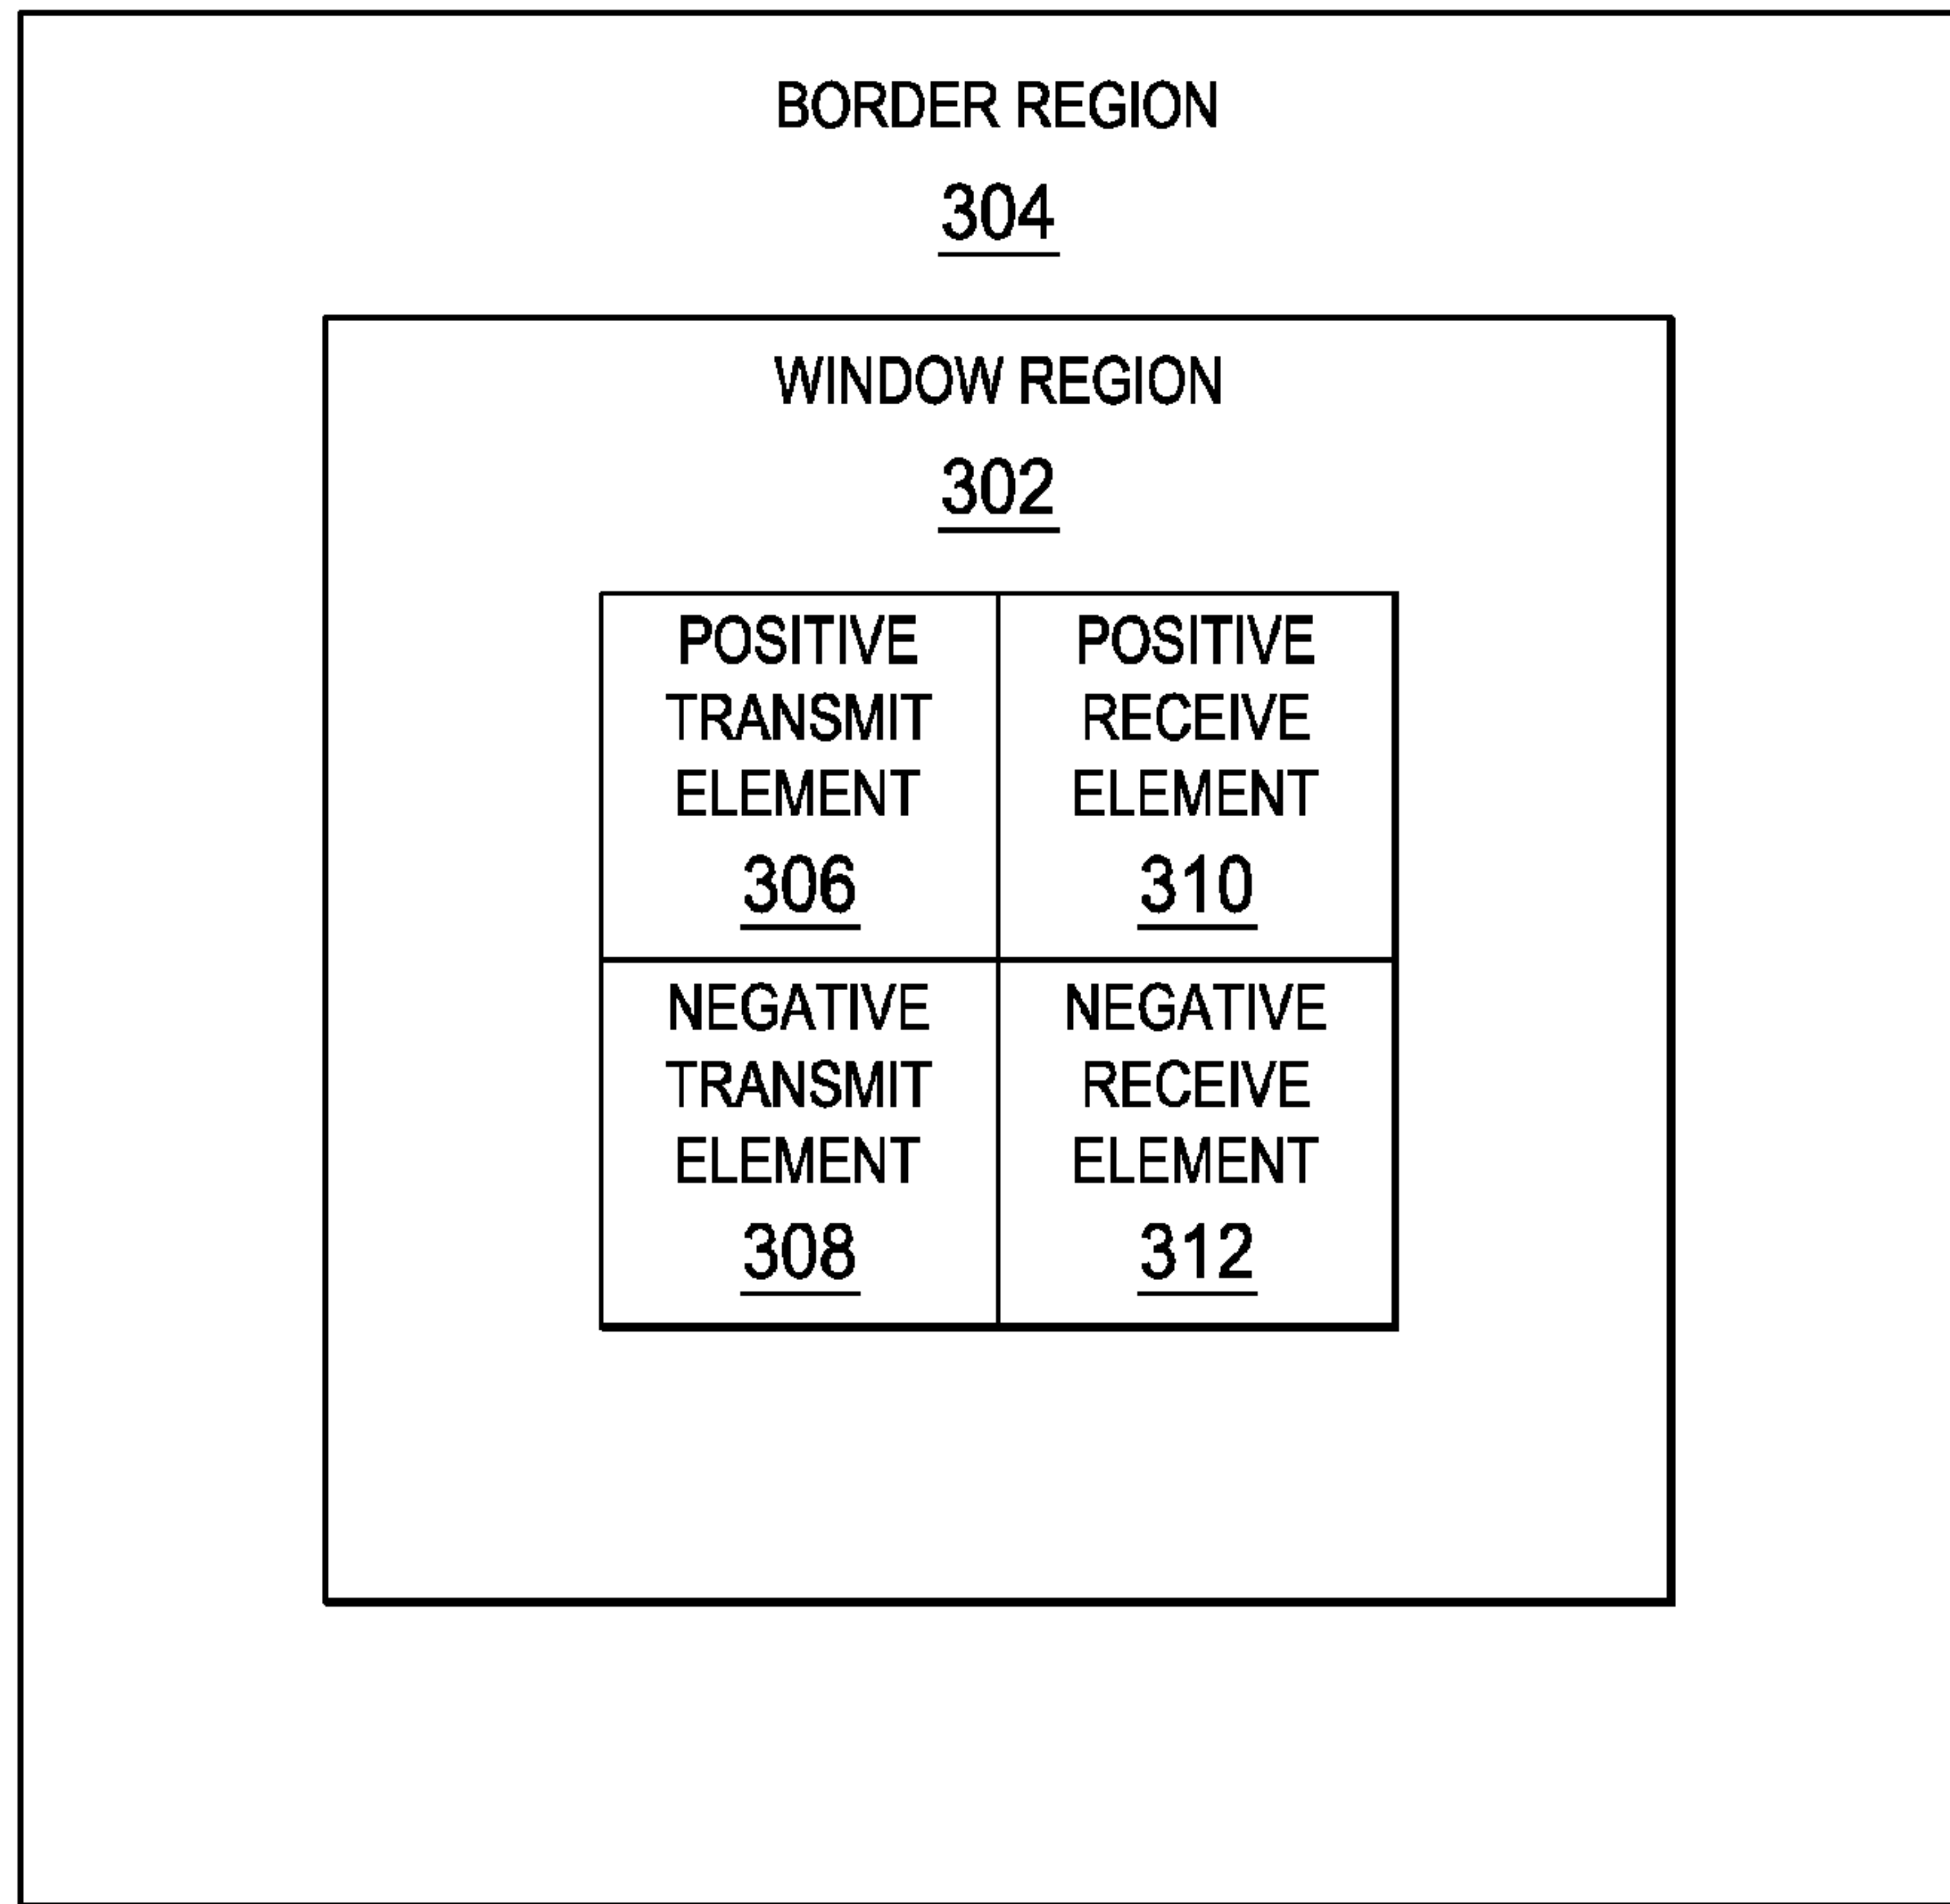 BORDER REGION
304
WINDOW REGION
302
POSITIVE
TRANSMIT
ELEMENT
306
POSITIVE
RECEIVE
ELEMENT
310
NEGATIVE
TRANSMIT
ELEMENT
308
NEGATIVE
RECEIVE
ELEMENT
312